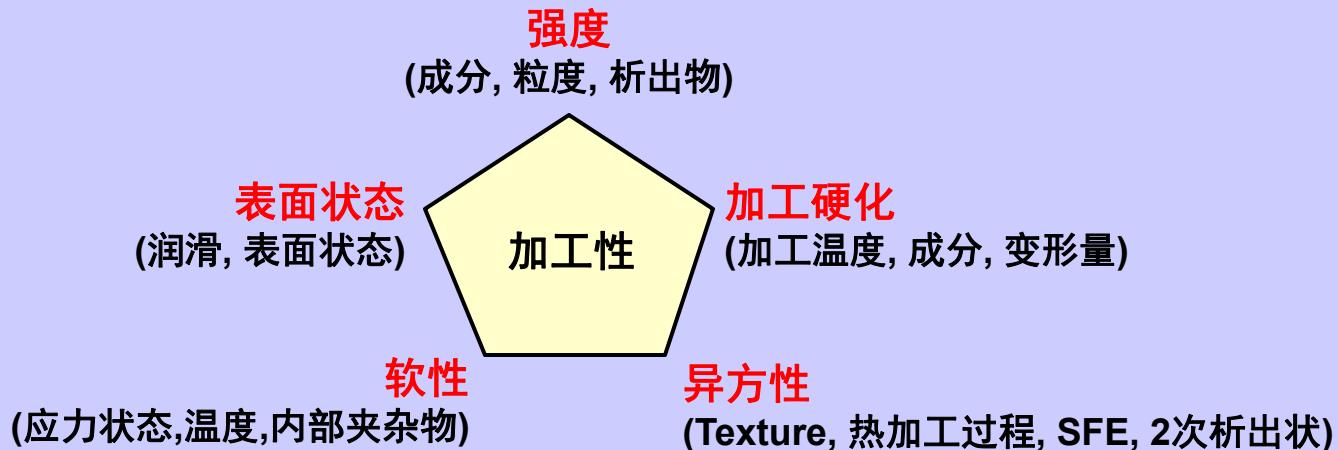 强度
(成分, 粒度, 析出物)
表面状态
(润滑, 表面状态)
加工性
加工硬化
(加工温度, 成分, 变形量)
软性
(应力状态,温度,内部夹杂物)
异方性
(Texture, 热加工过程, SFE, 2次析出状)